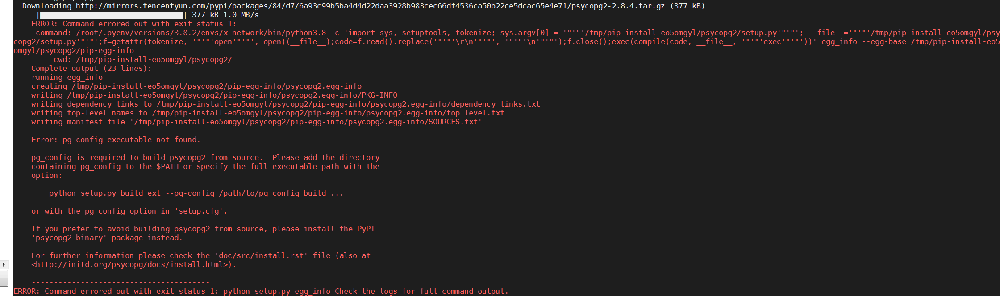 Downloading http://mirrors.tencentyun.com/pypi/packages/84/d7/6a93c99b5ba4d4d22daa3928b983cec66df4536ca50b22ce5dcac65e4e71/psycopg2-2.8.4.tar.gz (377 kB)
| | 377 kB 1.0 MB/s
ERROR: Command errored out with exit status 1:
command: /root/.pyenv/versions/3.8.2/envs/x_network/bin/python3.8 -c 'import sys, setuptools, tokenize; sys.argv[0] = '"'"'/tmp/pip-install-eo5omgyl/psycopg2/setup.py'"'"'; __file__='"'"'/tmp/pip-install-eo5omgyl/psy
copg2/setup.py'"'"';f=getattr(tokenize, '"'"'open'"'"', open)(__file__);code=f.read().replace('"'"'\r\n'"'"', '"'"'\n'"'"');f.close();exec(compile(code, __file__, '"'"'exec'"'"'))' egg_info --egg-base /tmp/pip-install-eo5
omgyl/psycopg2/pip-egg-info
cwd: /tmp/pip-install-eo5omgyl/psycopg2/
Complete output (23 lines):
running egg_info
creating /tmp/pip-install-eo5omgyl/psycopg2/pip-egg-info/psycopg2.egg-info
writing /tmp/pip-install-eo5omgyl/psycopg2/pip-egg-info/psycopg2.egg-info/PKG-INFO
writing dependency_links to /tmp/pip-install-eo5omgyl/psycopg2/pip-egg-info/psycopg2.egg-info/dependency_links.txt
writing top-level names to /tmp/pip-install-eo5omgyl/psycopg2/pip-egg-info/psycopg2.egg-info/top_level.txt
writing manifest file '/tmp/pip-install-eo5omgyl/psycopg2/pip-egg-info/psycopg2.egg-info/SOURCES.txt'
Error: pg_config executable not found.
pg_config is required to build psycopg2 from source.  Please add the directory
containing pg_config to the $PATH or specify the full executable path with the
option:
python setup.py build_ext --pg-config /path/to/pg_config build ...
or with the pg_config option in 'setup.cfg'.
If you prefer to avoid building psycopg2 from source, please install the PyPI
'psycopg2-binary' package instead.
For further information please check the 'doc/src/install.rst' file (also at
<http://initd.org/psycopg/docs/install.html>).
----------------------------------------
ERROR: Command errored out with exit status 1: python setup.py egg_info Check the logs for full command output.